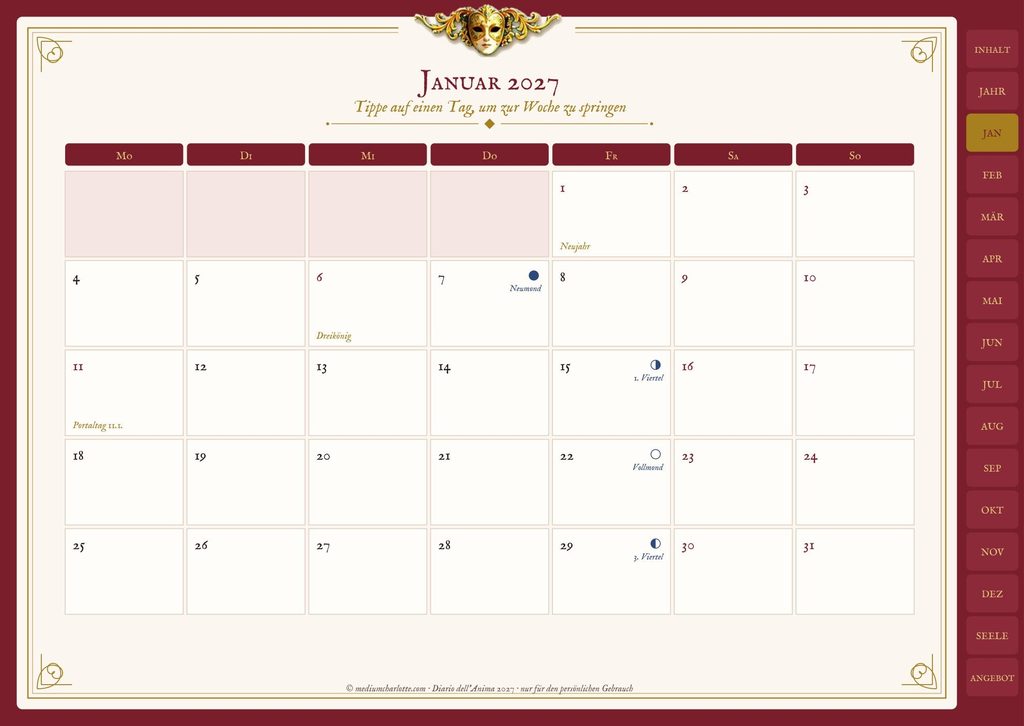 Januar 2027
Tippe auf einen Tag, um zur Woche zu springen
Mo Di Mi Do Fr Sa So
1 2 3
Neujahr
4 5 6 7 8 9 10
Neumond
Dreikönig
11 12 13 14 15 16 17
1. Viertel
Portaltag 11.1.
18 19 20 21 22 23 24
Vollmond
25 26 27 28 29 30 31
3. Viertel
© mediumcharlotte.com · Diario dell'Anima 2027 · nur für den persönlichen Gebrauch
INHALT
JAHR
JAN
FEB
MÄR
APR
MAI
JUN
JUL
AUG
SEP
OKT
NOV
DEZ
SEELE
ANGEBOT